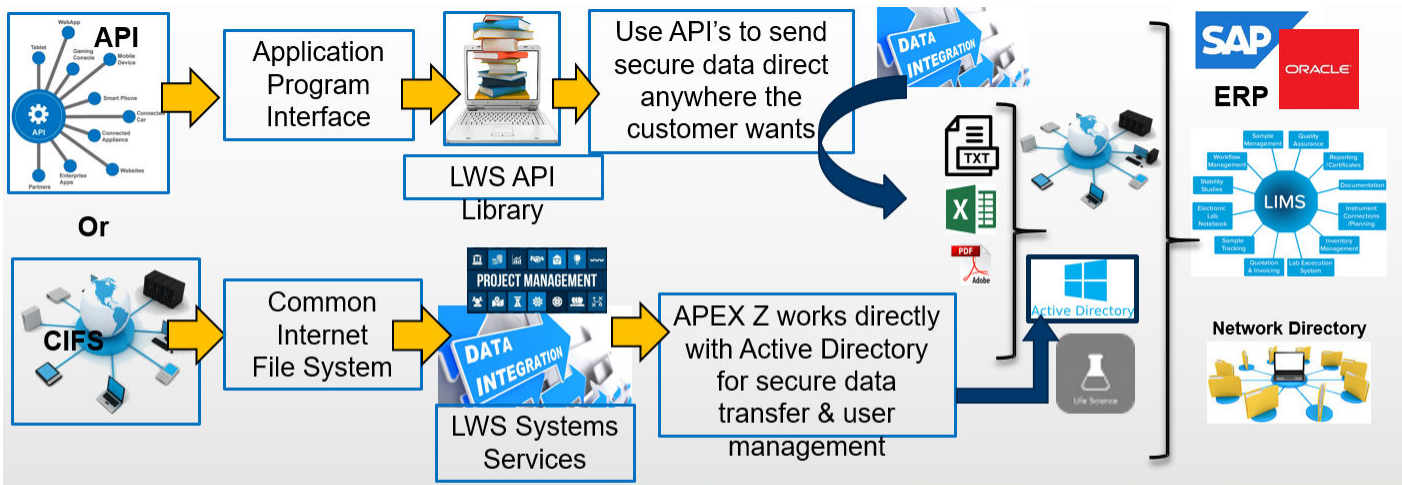 API
WebApp
Tablet
Gaming
Console
Mobile
Device
Smart Phone
Connected
Car
Connected
Appliance
Websites
Enterprise
Apps
Partners
API
Application
Program
Interface
LWS API
Library
Use API's to send
secure data direct
anywhere the
customer wants
DATA
INTEGRATION
TXT
X
PDF
Adobe
SAP
ORACLE
ERP
LIMS
Sample
Management
Quality
Assurance
Reporting
/Certificates
Documentation
Instrument
Connections
/Planning
Inventory
Management
Lab Excecution
System
Quotation
& Invoicing
Sample
Tracking
Electronic
Lab
Notebook
Stability
Studies
Workflow
Management
Or
CIFS
Common
Internet
File System
PROJECT MANAGEMENT
DATA
INTEGRATION
LWS Systems
Services
APEX Z works directly
with Active Directory
for secure data
transfer & user
management
Active Directory
Life Science
Network Directory